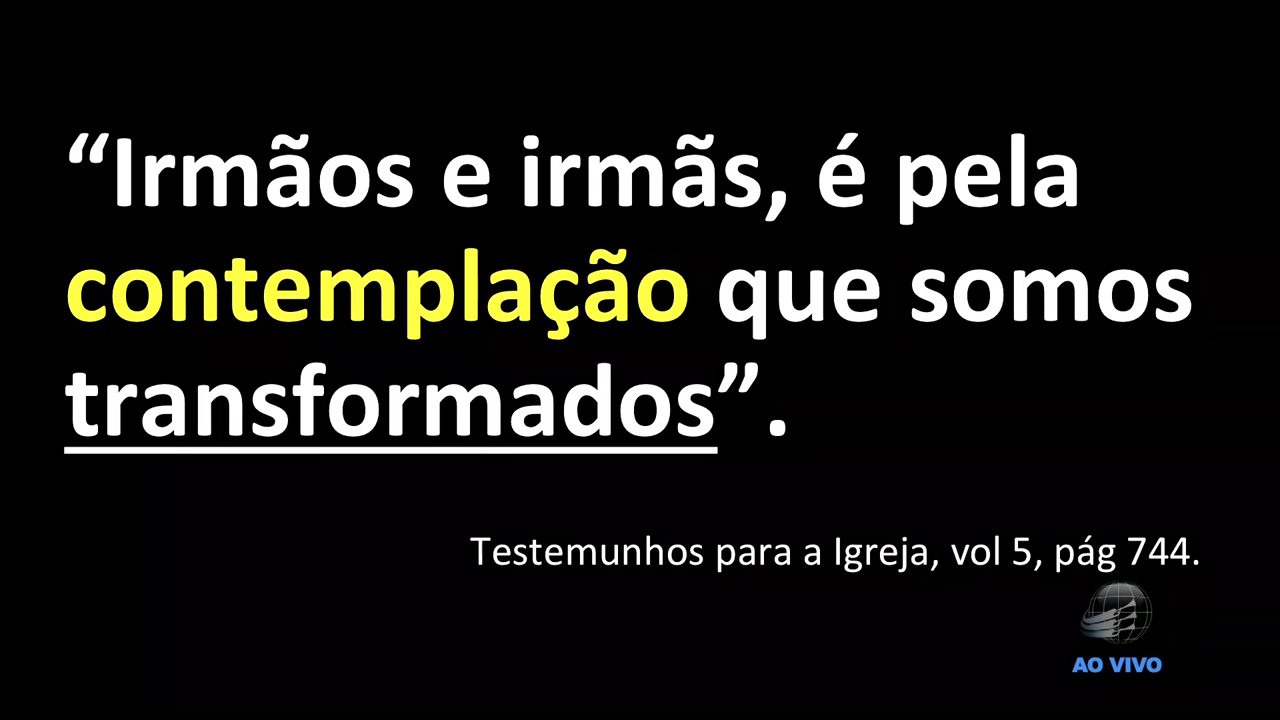 “Irmãos e irmãs, é pela
contemplação que somos
transformados”.
Testemunhos para a Igreja, vol 5, pág 744.
AO VIVO